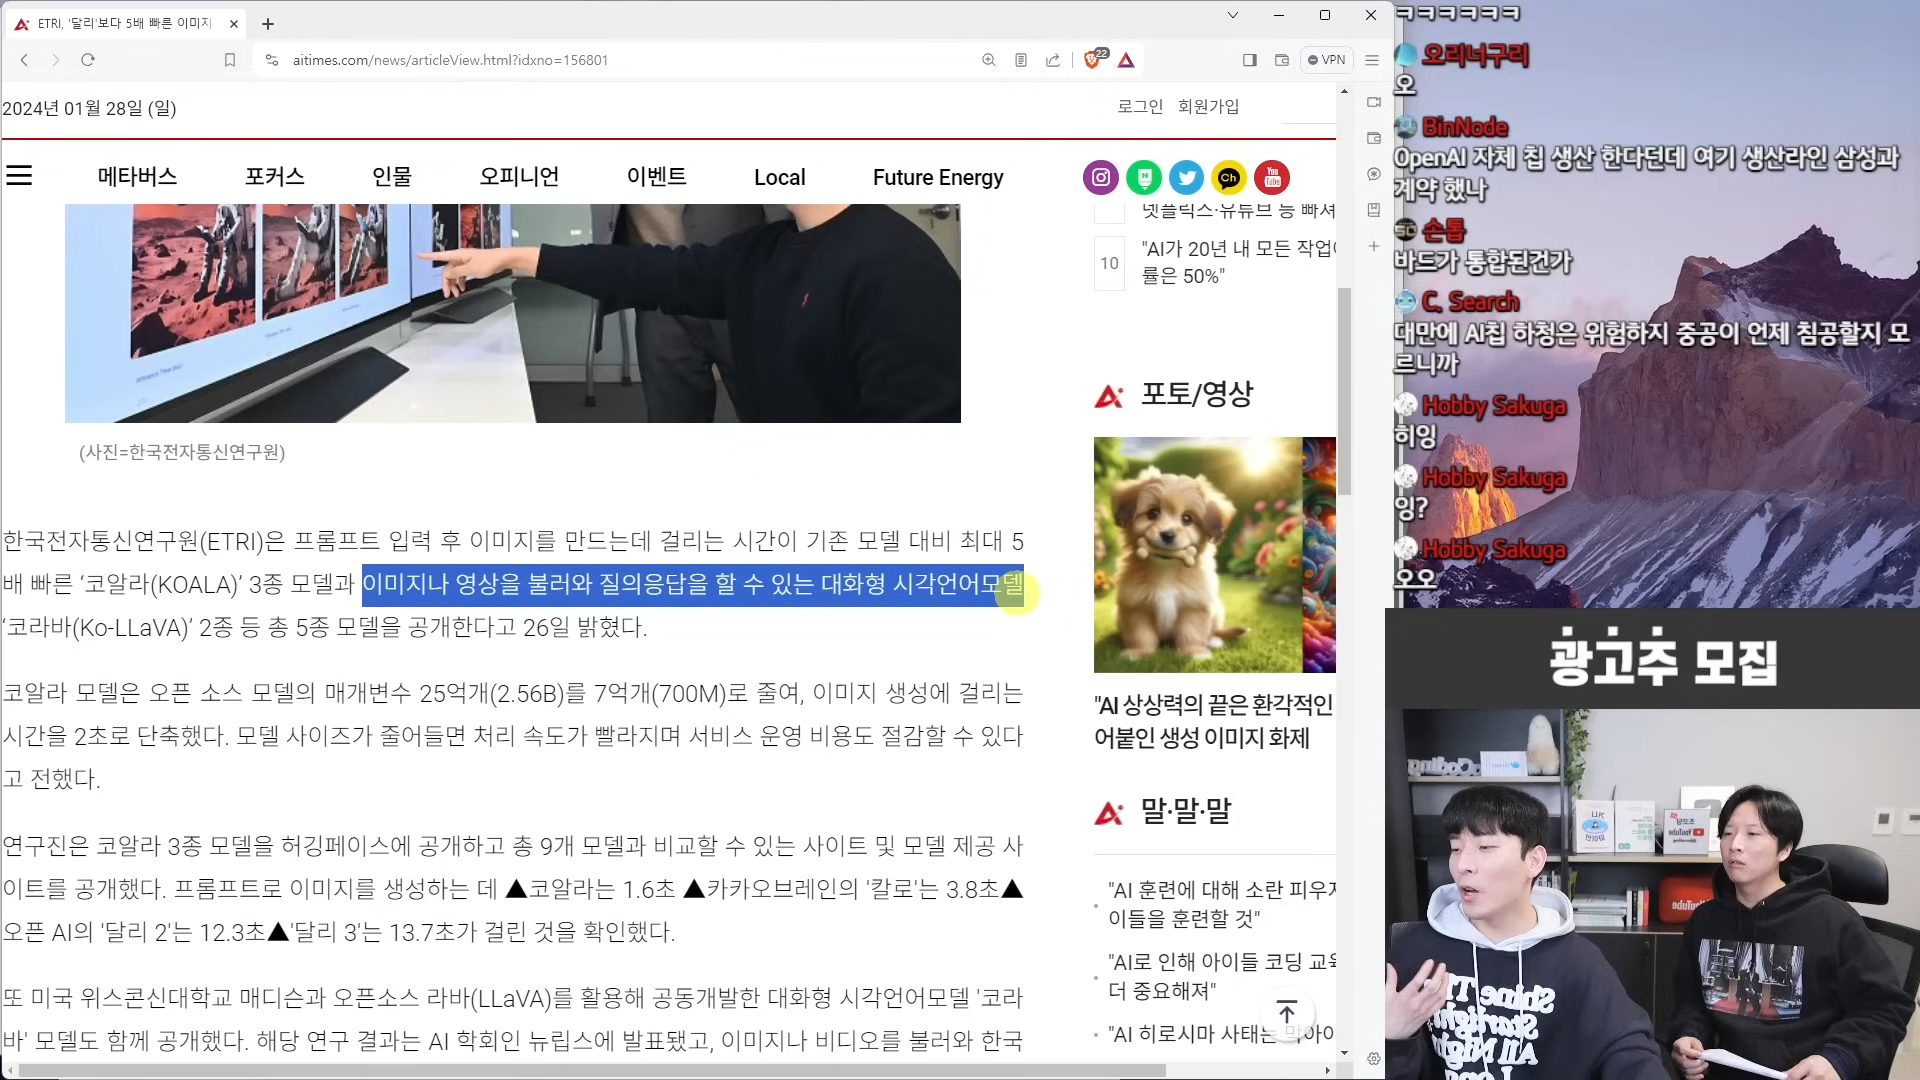 ETRI, '달리'보다 5배 빠른 이미지
aitimes.com/news/articleView.html?idxno=156801
22
VPN
2024년 01월 28일 (일)
로그인 회원가입
메타버스 포커스 인물 오피니언 이벤트 Local Future Energy
Ch
You
Tube
(사진=한국전자통신연구원)
한국전자통신연구원(ETRI)은 프롬프트 입력 후 이미지를 만드는데 걸리는 시간이 기존 모델 대비 최대 5
배 빠른 ‘코알라(KOALA)’ 3종 모델과 이미지나 영상을 불러와 질의응답을 할 수 있는 대화형 시각언어모델
‘코라바(Ko-LLaVA)’ 2종 등 총 5종 모델을 공개한다고 26일 밝혔다.
코알라 모델은 오픈 소스 모델의 매개변수 25억개(2.56B)를 7억개(700M)로 줄여, 이미지 생성에 걸리는
시간을 2초로 단축했다. 모델 사이즈가 줄어들면 처리 속도가 빨라지며 서비스 운영 비용도 절감할 수 있다
고 전했다.
연구진은 코알라 3종 모델을 허깅페이스에 공개하고 총 9개 모델과 비교할 수 있는 사이트 및 모델 제공 사
이트를 공개했다. 프롬프트로 이미지를 생성하는 데 ▲코알라는 1.6초 ▲카카오브레인의 '칼로'는 3.8초▲
오픈 AI의 '달리 2'는 12.3초▲'달리 3'는 13.7초가 걸린 것을 확인했다.
또 미국 위스콘신대학교 매디슨과 오픈소스 라바(LLaVA)를 활용해 공동개발한 대화형 시각언어모델 '코라
바' 모델도 함께 공개했다. 해당 연구 결과는 AI 학회인 뉴립스에 발표됐고, 이미지나 비디오를 불러와 한국
넷플릭스·유튜브 등 빠져
10
"AI가 20년 내 모든 작업
률은 50%"
포토/영상
"AI 상상력의 끝은 환각적인
어붙인 생성 이미지 화제
말·말·말
"AI 훈련에 대해 소란 피우지
이들을 훈련할 것"
"AI로 인해 아이들 코딩 교육
더 중요해져"
"AI 히로시마 사태는 막아야
ㅋㅋㅋㅋㅋㅋ
오리너구리
오
BinNode
OpenAI 자체 칩 생산 한다던데 여기 생산라인 삼성과
계약 했나
손톱
바드가 통합된건가
C. Search
대만에 AI칩 하청은 위험하지 중공이 언제 침공할지 모
르니까
Hobby Sakuga
히잉
Hobby Sakuga
잉?
Hobby Sakuga
오오
광고주 모집
YouTube